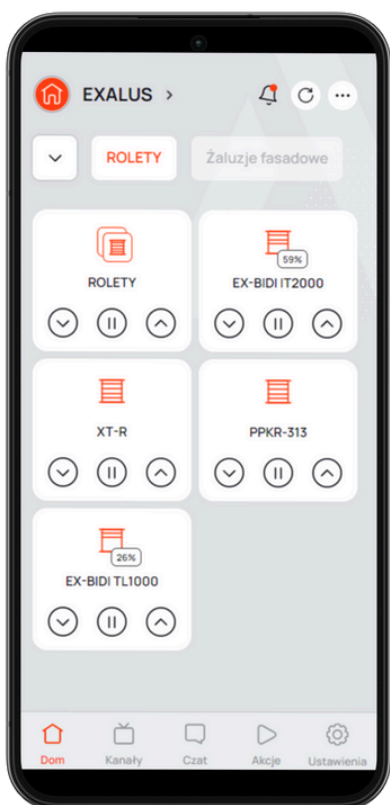 EXALUS >
ROLETY
Żaluzje fasadowe
ROLETY
59%
EX-BIDI IT2000
XT-R
PPKR-313
26%
EX-BIDI TL1000
Dom
Kanały
Czat
Akcje
Ustawienia